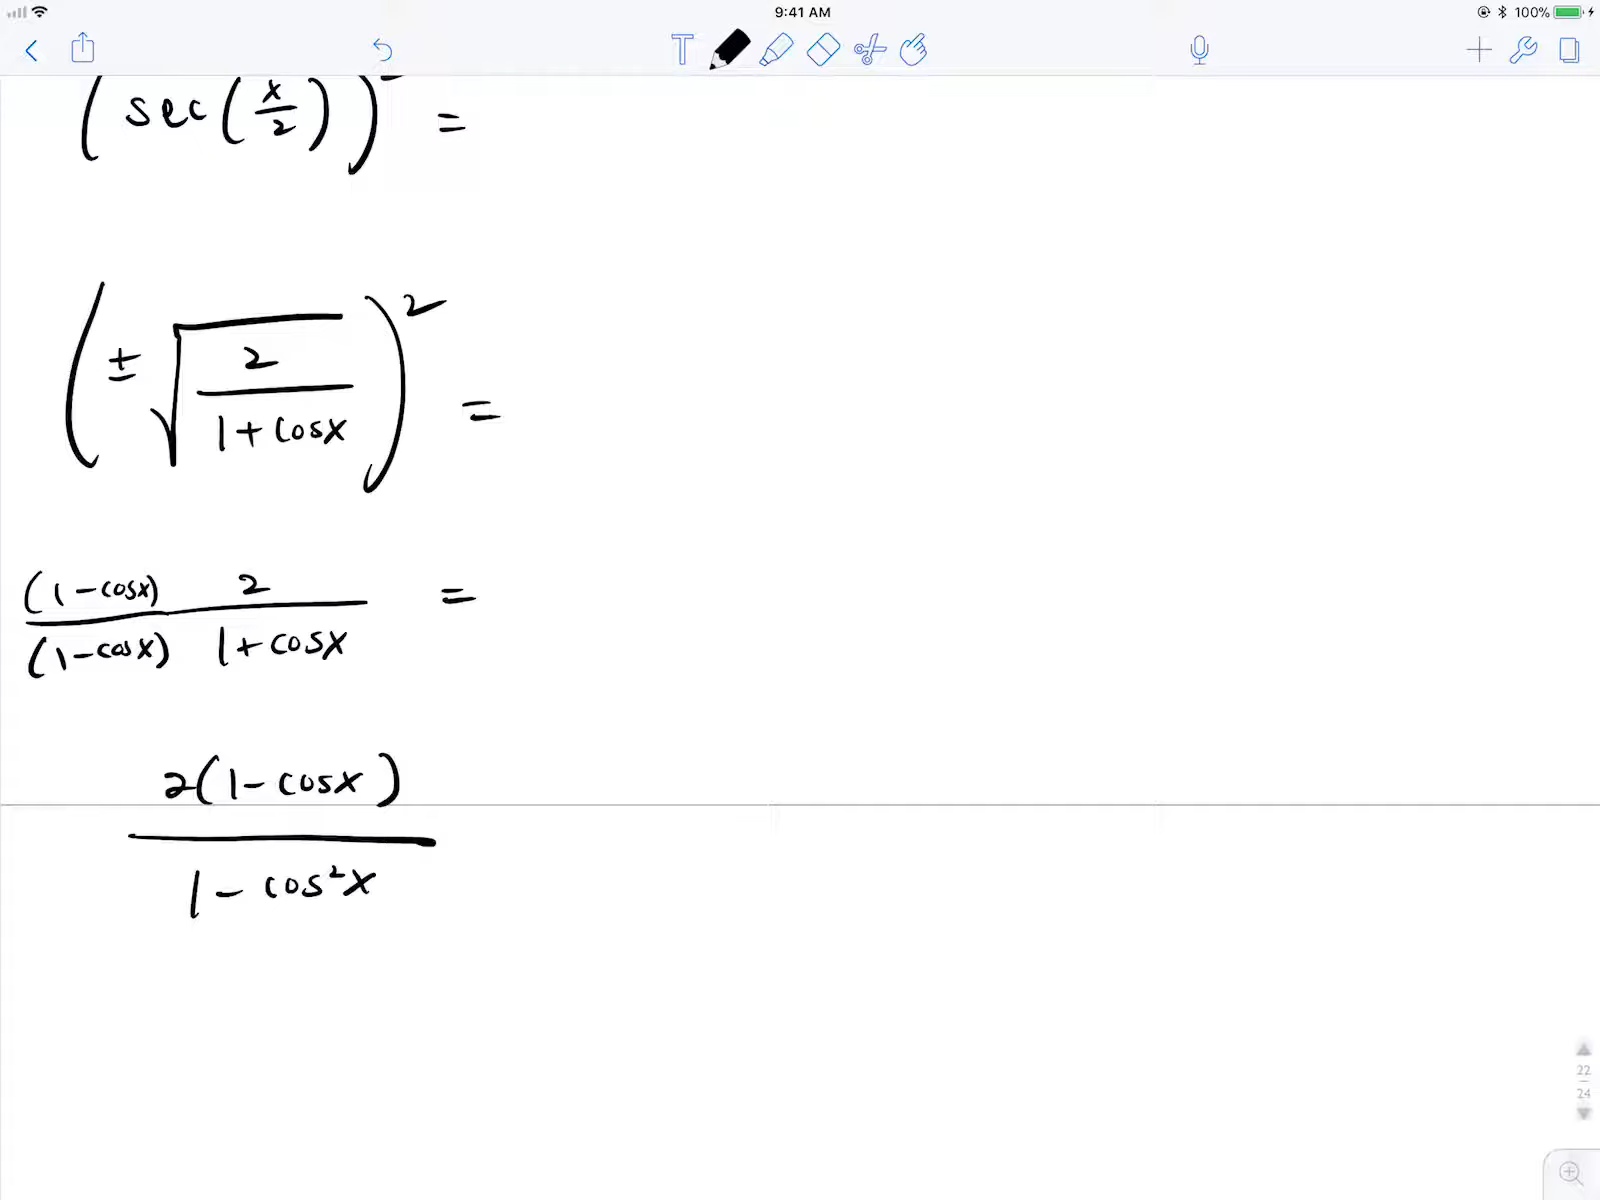 9:41 AM
100%
T
(sec(x/2))² =
(± √(2/(1+cosx)))² =
(1-cosx) 2
(1-cosx) 1+cosx =
2(1-cosx)
1-cos²x
22
24